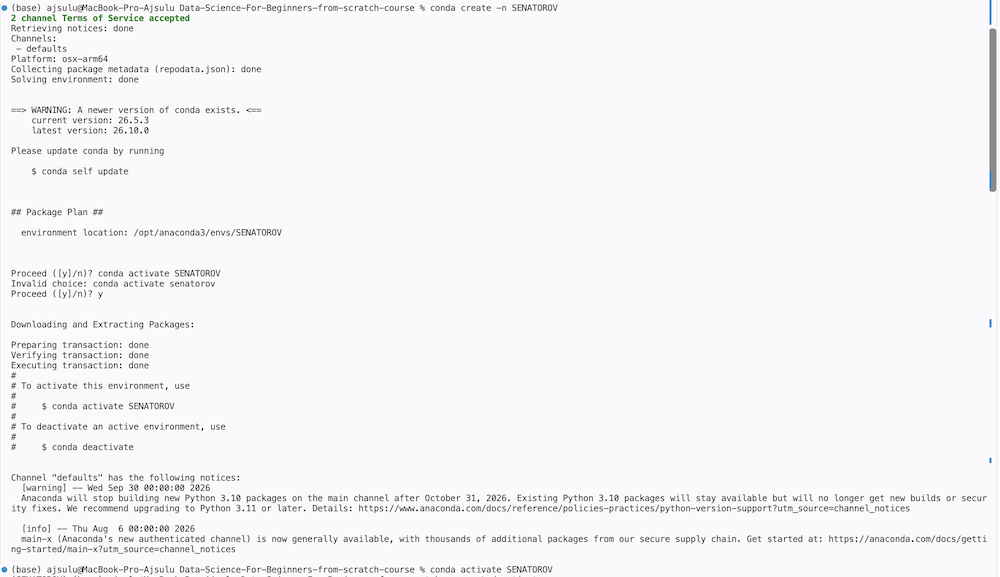 (base) ajsulu@MacBook-Pro-Ajsulu Data-Science-For-Beginners-from-scratch-course % conda create -n SENATOROV
2 channel Terms of Service accepted
Retrieving notices: done
Channels:
 - defaults
Platform: osx-arm64
Collecting package metadata (repodata.json): done
Solving environment: done
==> WARNING: A newer version of conda exists. <==
    current version: 26.5.3
    latest version: 26.10.0
Please update conda by running
    $ conda self update
## Package Plan ##
  environment location: /opt/anaconda3/envs/SENATOROV
Proceed ([y]/n)? conda activate SENATOROV
Invalid choice: conda activate senatorov
Proceed ([y]/n)? y
Downloading and Extracting Packages:
Preparing transaction: done
Verifying transaction: done
Executing transaction: done
#
# To activate this environment, use
#
#     $ conda activate SENATOROV
#
# To deactivate an active environment, use
#
#     $ conda deactivate
Channel "defaults" has the following notices:
  [warning] -- Wed Sep 30 00:00:00 2026
  Anaconda will stop building new Python 3.10 packages on the main channel after October 31, 2026. Existing Python 3.10 packages will stay available but will no longer get new builds or secur
ity fixes. We recommend upgrading to Python 3.11 or later. Details: https://www.anaconda.com/docs/reference/policies-practices/python-version-support?utm_source=channel_notices
  [info] -- Thu Aug  6 00:00:00 2026
  main-x (Anaconda's new authenticated channel) is now generally available, with thousands of additional packages from our secure supply chain. Get started at: https://anaconda.com/docs/getti
ng-started/main-x?utm_source=channel_notices
(base) ajsulu@MacBook-Pro-Ajsulu Data-Science-For-Beginners-from-scratch-course % conda activate SENATOROV